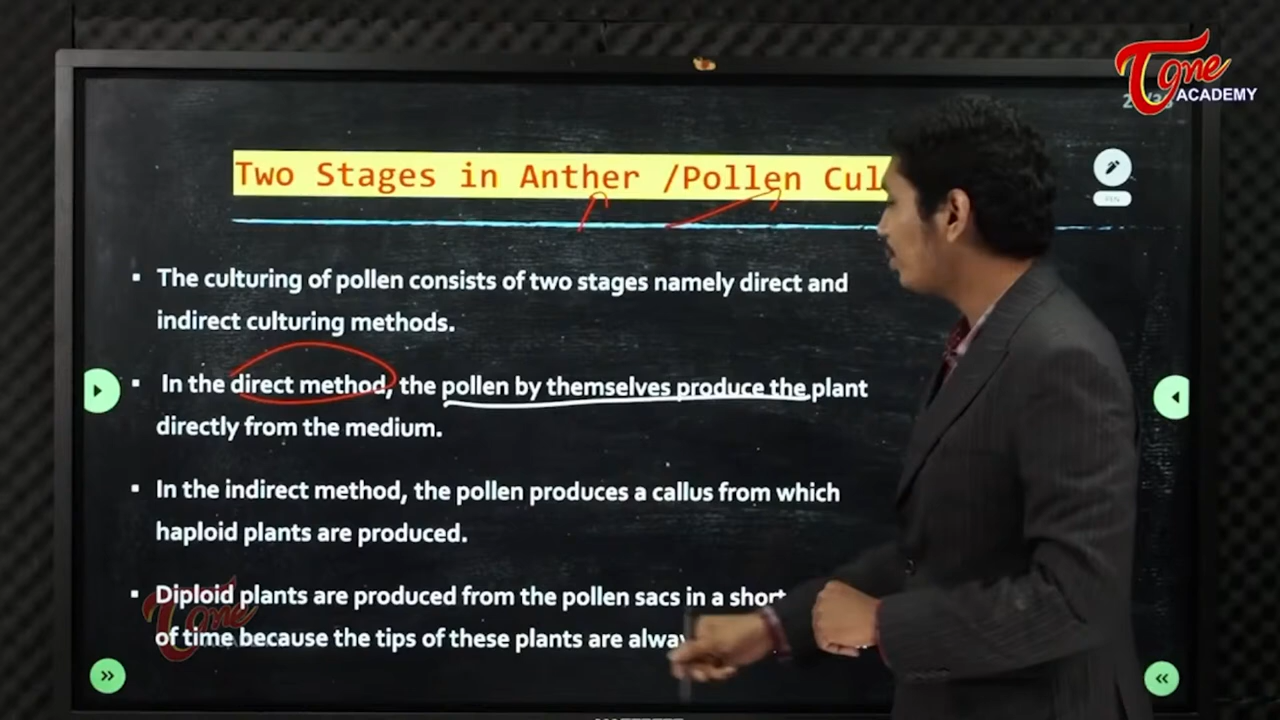 Tone
ACADEMY
Two Stages in Anther /Pollen Cul
PEN
▪ The culturing of pollen consists of two stages namely direct and
indirect culturing methods.
▪ In the direct method, the pollen by themselves produce the plant
directly from the medium.
▪ In the indirect method, the pollen produces a callus from which
haploid plants are produced.
▪ Diploid plants are produced from the pollen sacs in a short
of time because the tips of these plants are
Tone